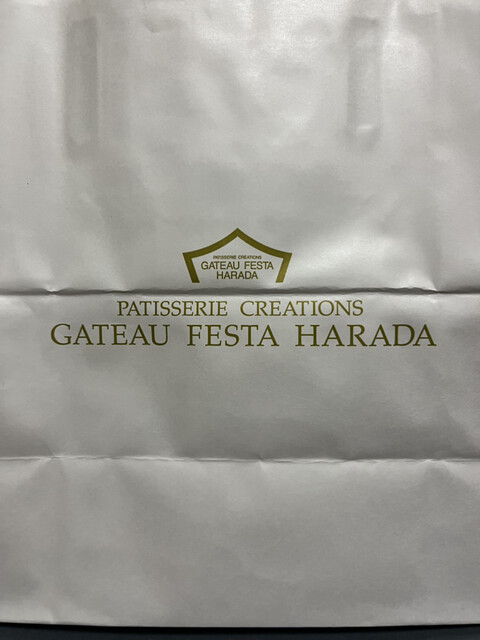 PATISSERIE CREATIONS
GATEAU FESTA
HARADA
PATISSERIE CREATIONS
GATEAU FESTA HARADA